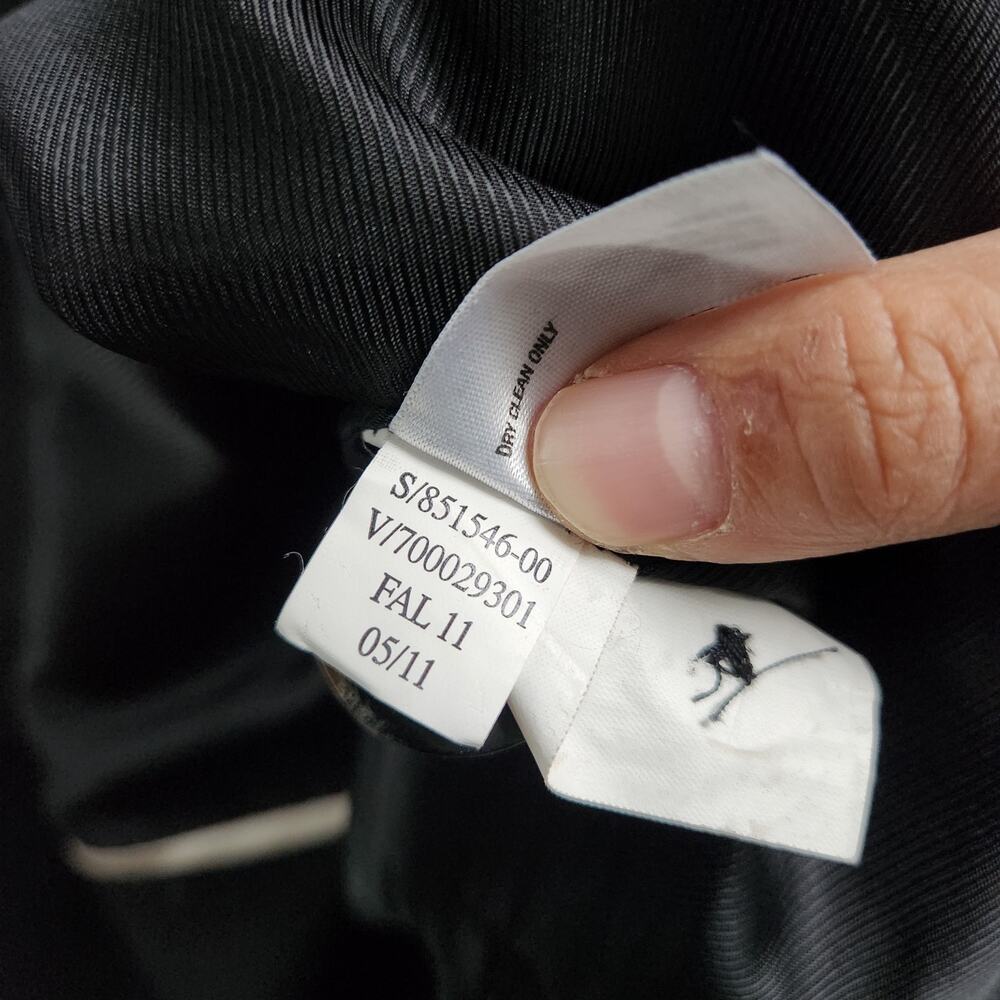 DRY CLEAN ONLY
S/851546-00
V/700029301
FAL 11
05/11